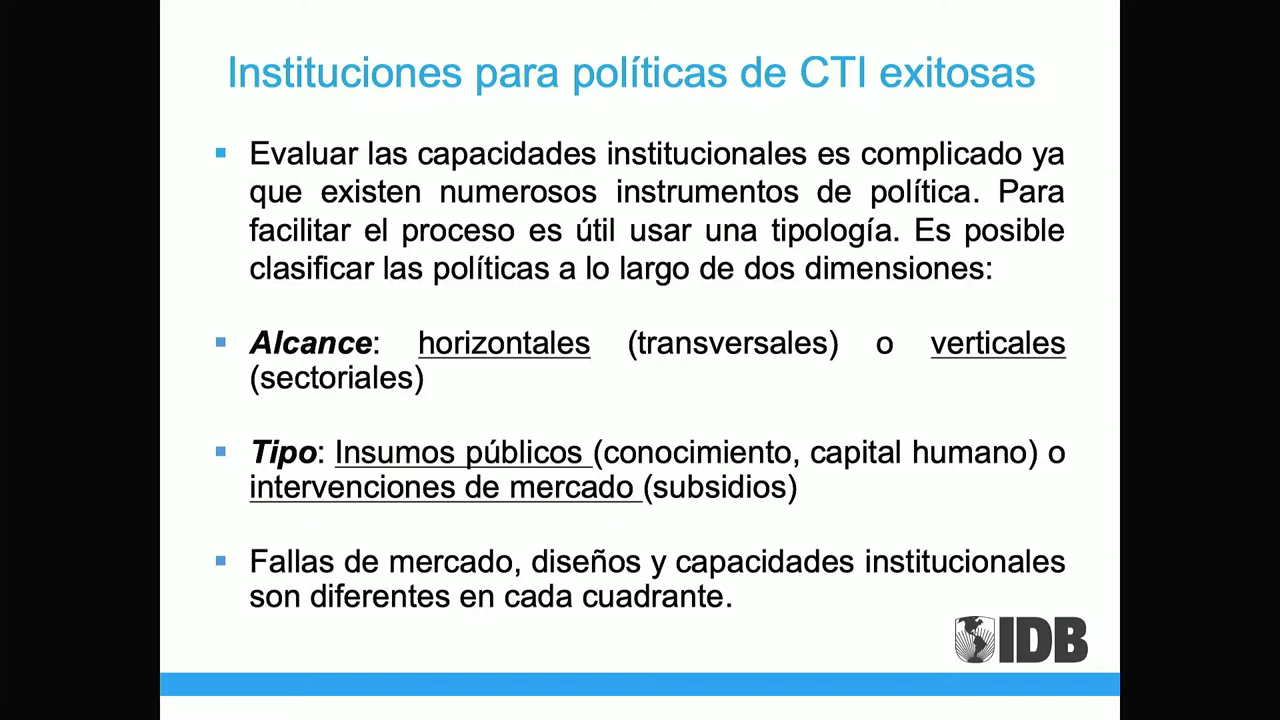 Instituciones para políticas de CTI exitosas
Evaluar las capacidades institucionales es complicado ya
que existen numerosos instrumentos de política. Para
facilitar el proceso es útil usar una tipología. Es posible
clasificar las políticas a lo largo de dos dimensiones:
Alcance: horizontales (transversales) o verticales
(sectoriales)
Tipo: Insumos públicos (conocimiento, capital humano) o
intervenciones de mercado (subsidios)
Fallas de mercado, diseños y capacidades institucionales
son diferentes en cada cuadrante.
IDB